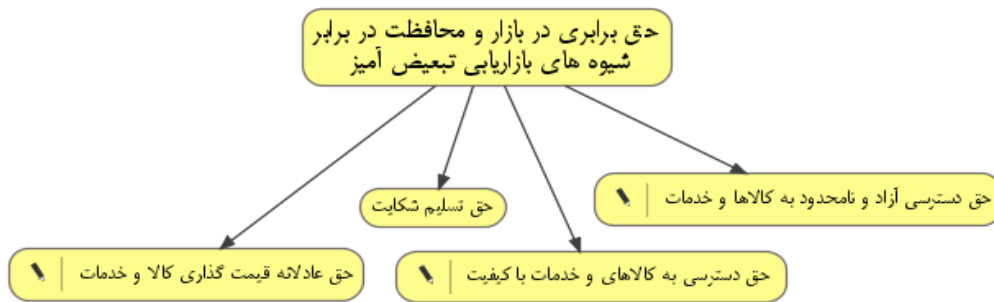 حق برابری در بازار و محافظت در برابر
شیوه های بازاریابی تبعیض آمیز
حق دسترسی آزاد و نامحدود به کالاها و خدمات
حق تسلیم شکایت
حق دسترسی به کالاهای و خدمات با کیفیت
حق عادلانه قیمت گذاری کالا و خدمات